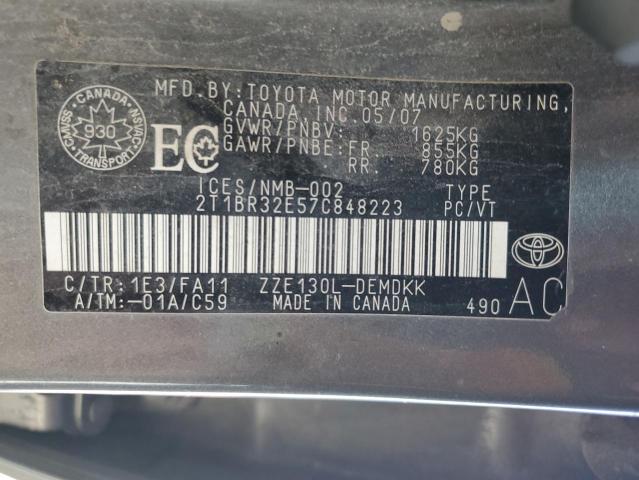 MFD. BY: TOYOTA MOTOR MANUFACTURING,
CANADA, INC. 05/07
GVWR/PNBV: 1625KG
GAWR/PNBE: FR 855KG
RR. 780KG
CANADA
CMVSS 930 NSVAC
TRANSPORT
EC
ICES/NMB-002 TYPE
2T1BR32E57C848223 PC/VT
C/TR: 1E3/FA11 ZZE130L-DEMDKK
A/TM: -01A/C59 MADE IN CANADA 490 AC